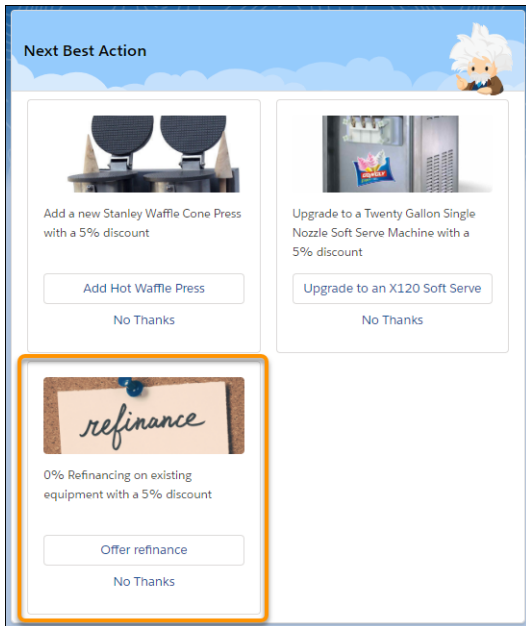 Next Best Action
Add a new Stanley Waffle Cone Press
with a 5% discount
Add Hot Waffle Press
No Thanks
Upgrade to a Twenty Gallon Single
Nozzle Soft Serve Machine with a
5% discount
Upgrade to an X120 Soft Serve
No Thanks
refinance
0% Refinancing on existing
equipment with a 5% discount
Offer refinance
No Thanks